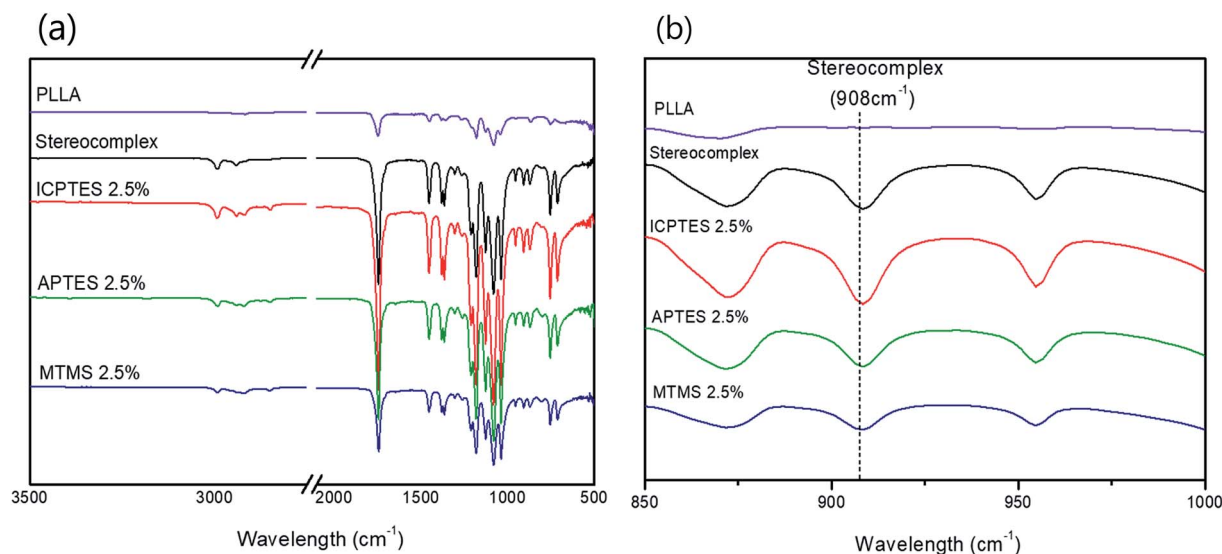 (a)
PLLA
Stereocomplex
ICPTES 2.5%
APTES 2.5%
MTMS 2.5%
3500 3000 2000 1500 1000 500
Wavelength (cm⁻¹)
(b)
Stereocomplex
(908cm⁻¹)
PLLA
Stereocomplex
ICPTES 2.5%
APTES 2.5%
MTMS 2.5%
850 900 950 1000
Wavelength (cm⁻¹)